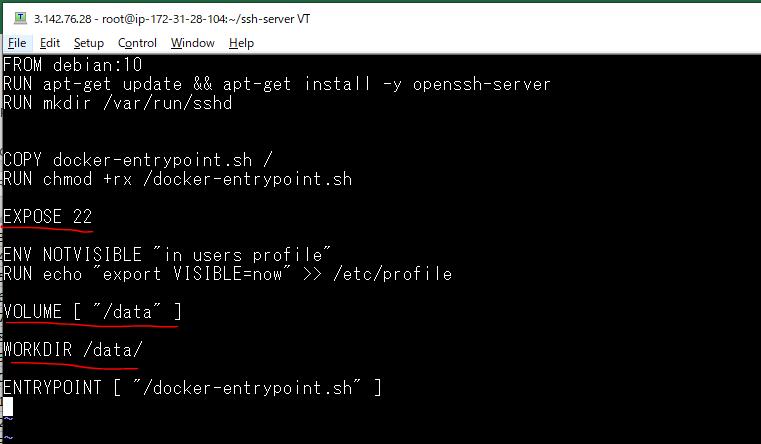 3.142.76.28 - root@ip-172-31-28-104:~/ssh-server VT
File Edit Setup Control Window Help
FROM debian:10
RUN apt-get update && apt-get install -y openssh-server
RUN mkdir /var/run/sshd
COPY docker-entrypoint.sh /
RUN chmod +rx /docker-entrypoint.sh
EXPOSE 22
ENV NOTVISIBLE "in users profile"
RUN echo "export VISIBLE=now" >> /etc/profile
VOLUME [ "/data" ]
WORKDIR /data/
ENTRYPOINT [ "/docker-entrypoint.sh" ]
~
~